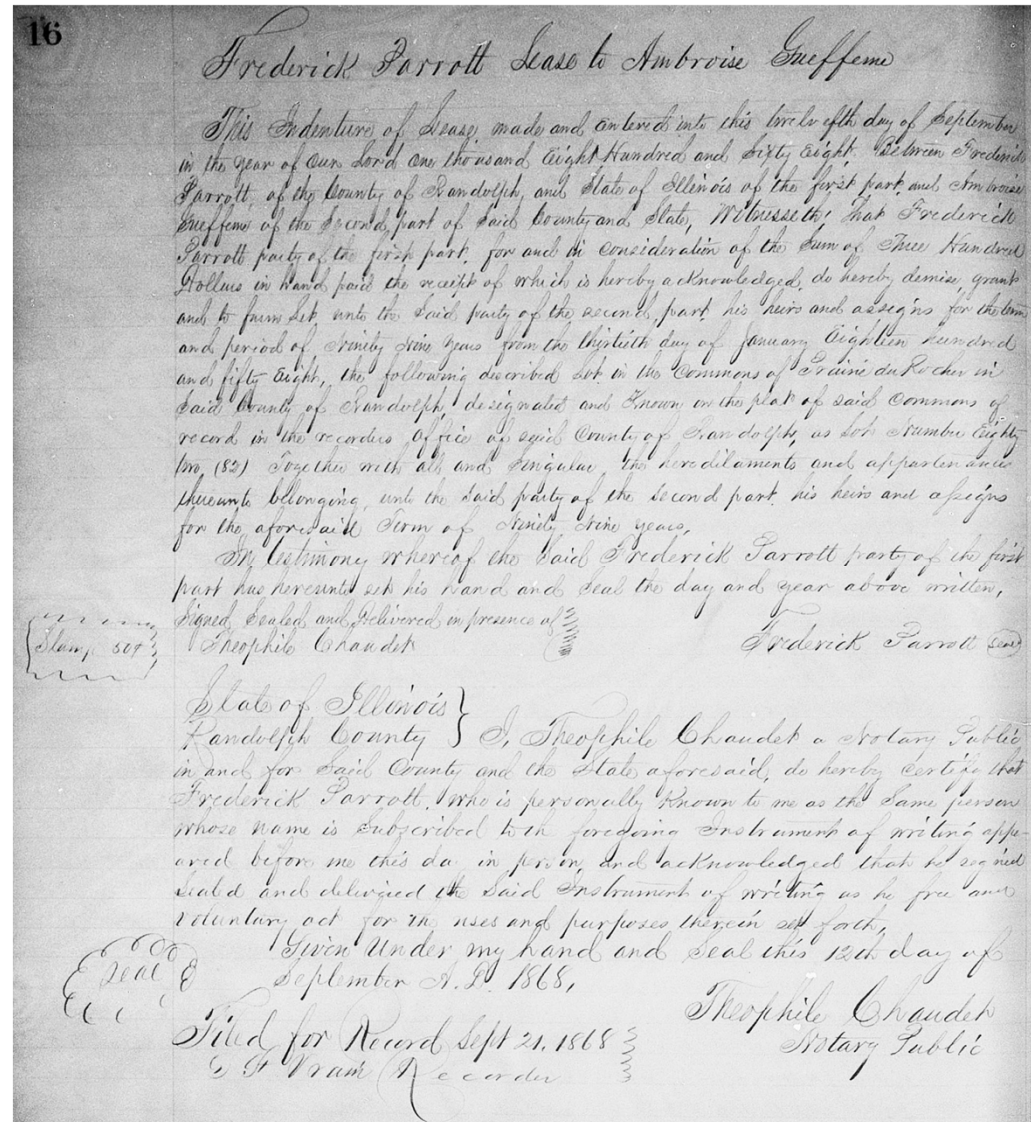 16
Frederick Parrott Lease to Ambroise Gueffeme
This Indenture of Lease, made and entered into this twelvefth day of September
in the year of our Lord one thousand Eight Hundred and Sixty Eight. Between Frederick
Parrott, of the County of Randolph, and State of Illinois of the first part, and Ambroise
Gueffeme of the Second, part of Said County and State, Witnesseth, That Frederick
Parrott party of the first part, for and in consideration of the Sum of Three Hundred
Dollers in hand paid the receipt of which is hereby acknowledged, do hereby demise, grant
and to farm Let unto the Said party of the second, part his heirs and assigns for the term
and period of Ninity Nine Years from the thirtieth day of January Eighteen hundred
and fifty Eight, the following described Lot in the Commons of Prairie du Rocher in
Said County of Randolph, designated and Known on the plat of said Commons of
record in the recorders office of said County of Randolph, as Lot Number Eighty
two, (82) Together with all and Singular the hereditaments and appertenances
thereunto belonging, unto the Said party of the Second part his heirs and assigns
for the aforesaid Term of Ninety Nine years,
In testimony whereof the Said Frederick Parrott party of the first
part has hereunto set his hand and Seal the day and year above written,
Signed, Sealed and Delivered in presence of
Stamp 50¢ Theophile Chaudet Frederick Parrott Seal
State of Illinois
Randolph County } I, Theophile Chaudet a Notary Public
in and for Said County and the State aforesaid, do hereby Certify that
Frederick Parrott, who is personally Known to me as the Same person
whose name is Subscribed to th foregoing Instrument of writing appe-
ared before me this da in person, and acknowledged that he signed
Sealed and delivered th Said Instrument of writing as he free and
Voluntary act for th uses and purposes therein set forth,
Given Under my hand and Seal this 12th day of
Seal September A.D. 1868,
Theophile Chaudet
Filed for Record Sept 21, 1868 Notary Public
Recorder